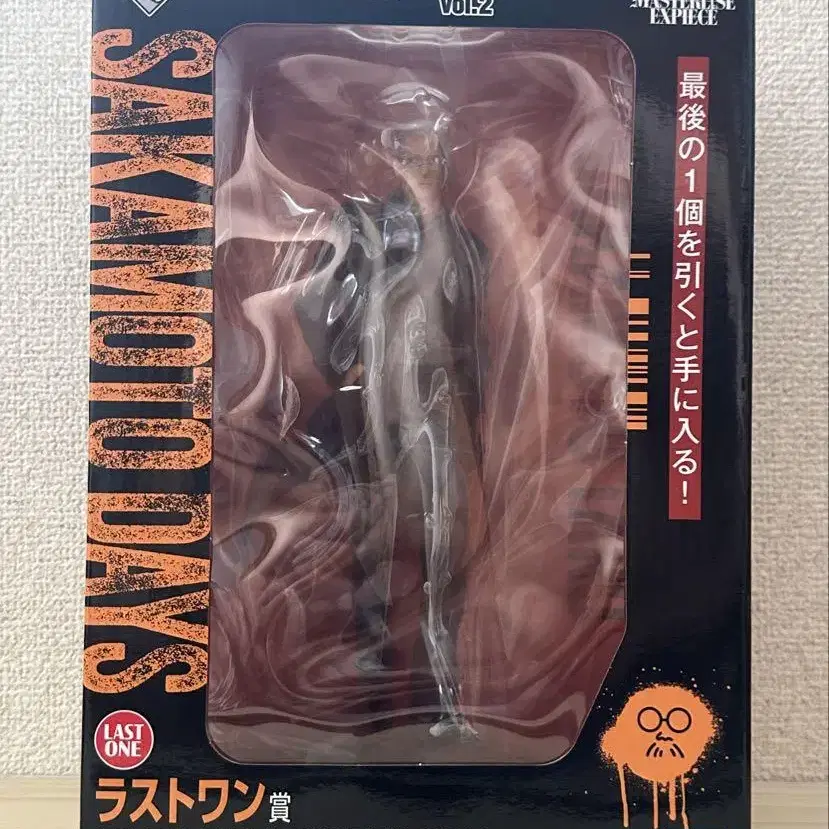 vol.2
MASTERLISE
EXPIECE
SAKAMOTO DAYS
最後の1個を引くと手に入る!
LAST
ONE
ラストワン賞